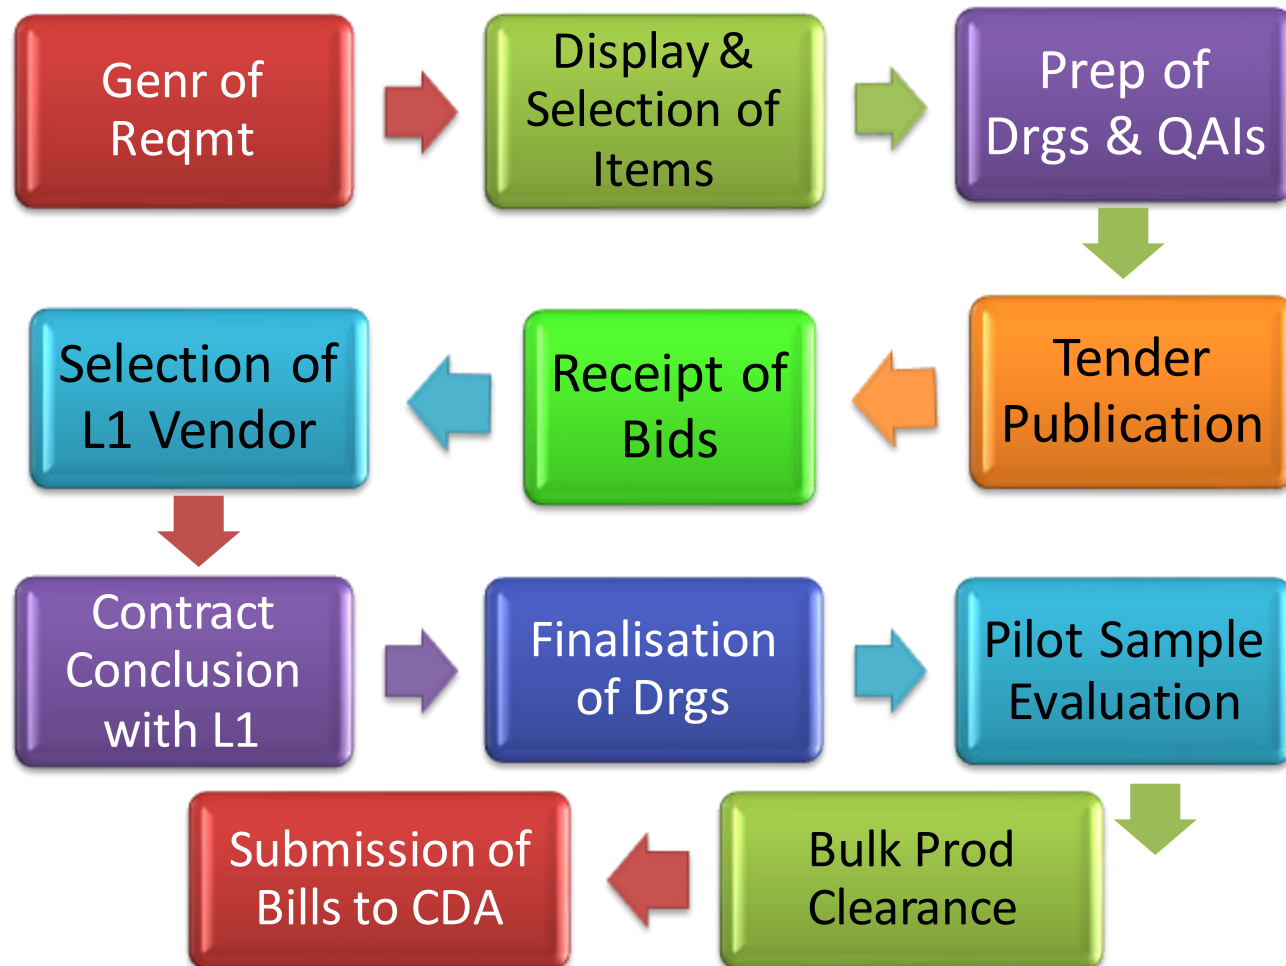 Genr of
Reqmt
Display &
Selection of
Items
Prep of
Drgs & QAIs
Tender
Publication
Receipt of
Bids
Selection of
L1 Vendor
Contract
Conclusion
with L1
Finalisation
of Drgs
Pilot Sample
Evaluation
Bulk Prod
Clearance
Submission of
Bills to CDA